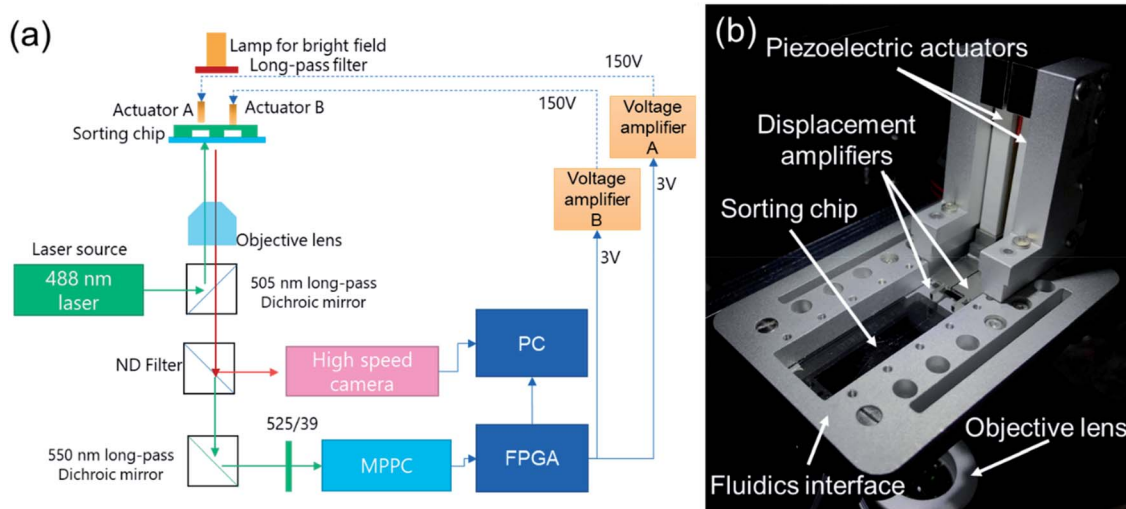 (a)
Lamp for bright field
Long-pass filter
150V
Actuator A
Actuator B
150V
Sorting chip
Voltage
amplifier
A
Voltage
amplifier
B
3V
3V
Objective lens
Laser source
488 nm
laser
505 nm long-pass
Dichroic mirror
ND Filter
High speed
camera
PC
525/39
550 nm long-pass
Dichroic mirror
MPPC
FPGA
(b)
Piezoelectric actuators
Displacement
amplifiers
Sorting chip
Objective lens
Fluidics interface